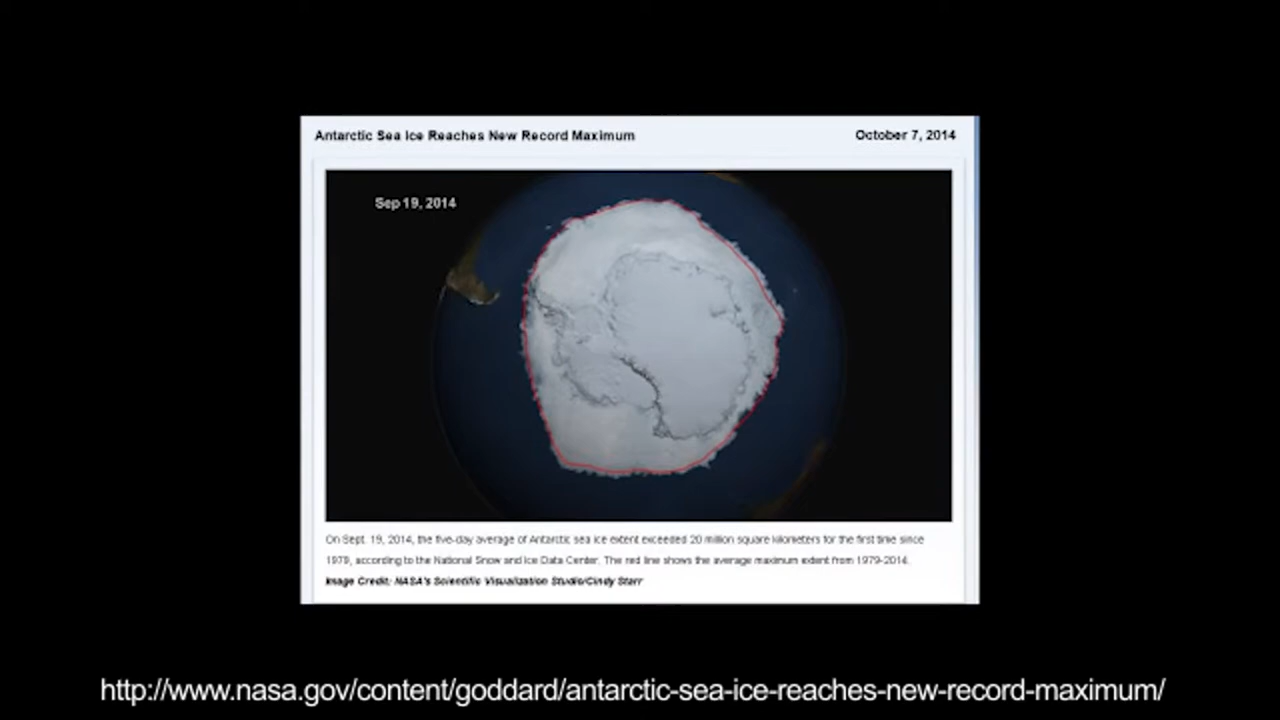 Antarctic Sea Ice Reaches New Record Maximum October 7, 2014
Sep 19, 2014
On Sept. 19, 2014, the five-day average of Antarctic sea ice extent exceeded 20 million square kilometers for the first time since
1979, according to the National Snow and Ice Data Center. The red line shows the average maximum extent from 1979-2014.
Image Credit: NASA's Scientific Visualization Studio/Cindy Starr
http://www.nasa.gov/content/goddard/antarctic-sea-ice-reaches-new-record-maximum/